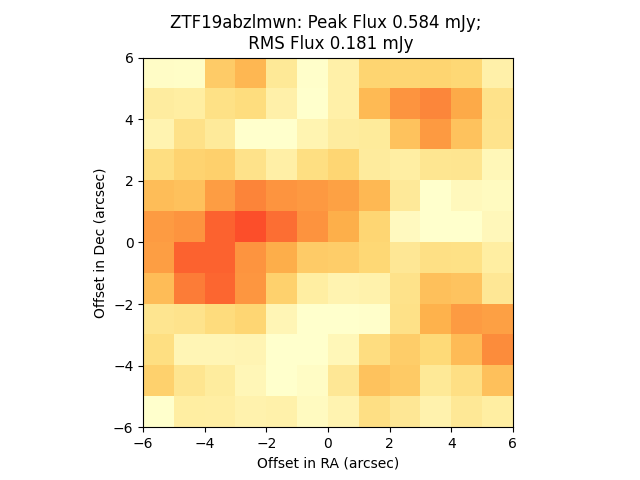 ZTF19abzlmwn: Peak Flux 0.584 mJy;
RMS Flux 0.181 mJy
6
4
2
0
−2
−4
−6
Offset in Dec (arcsec)
−6 −4 −2 0 2 4 6
Offset in RA (arcsec)